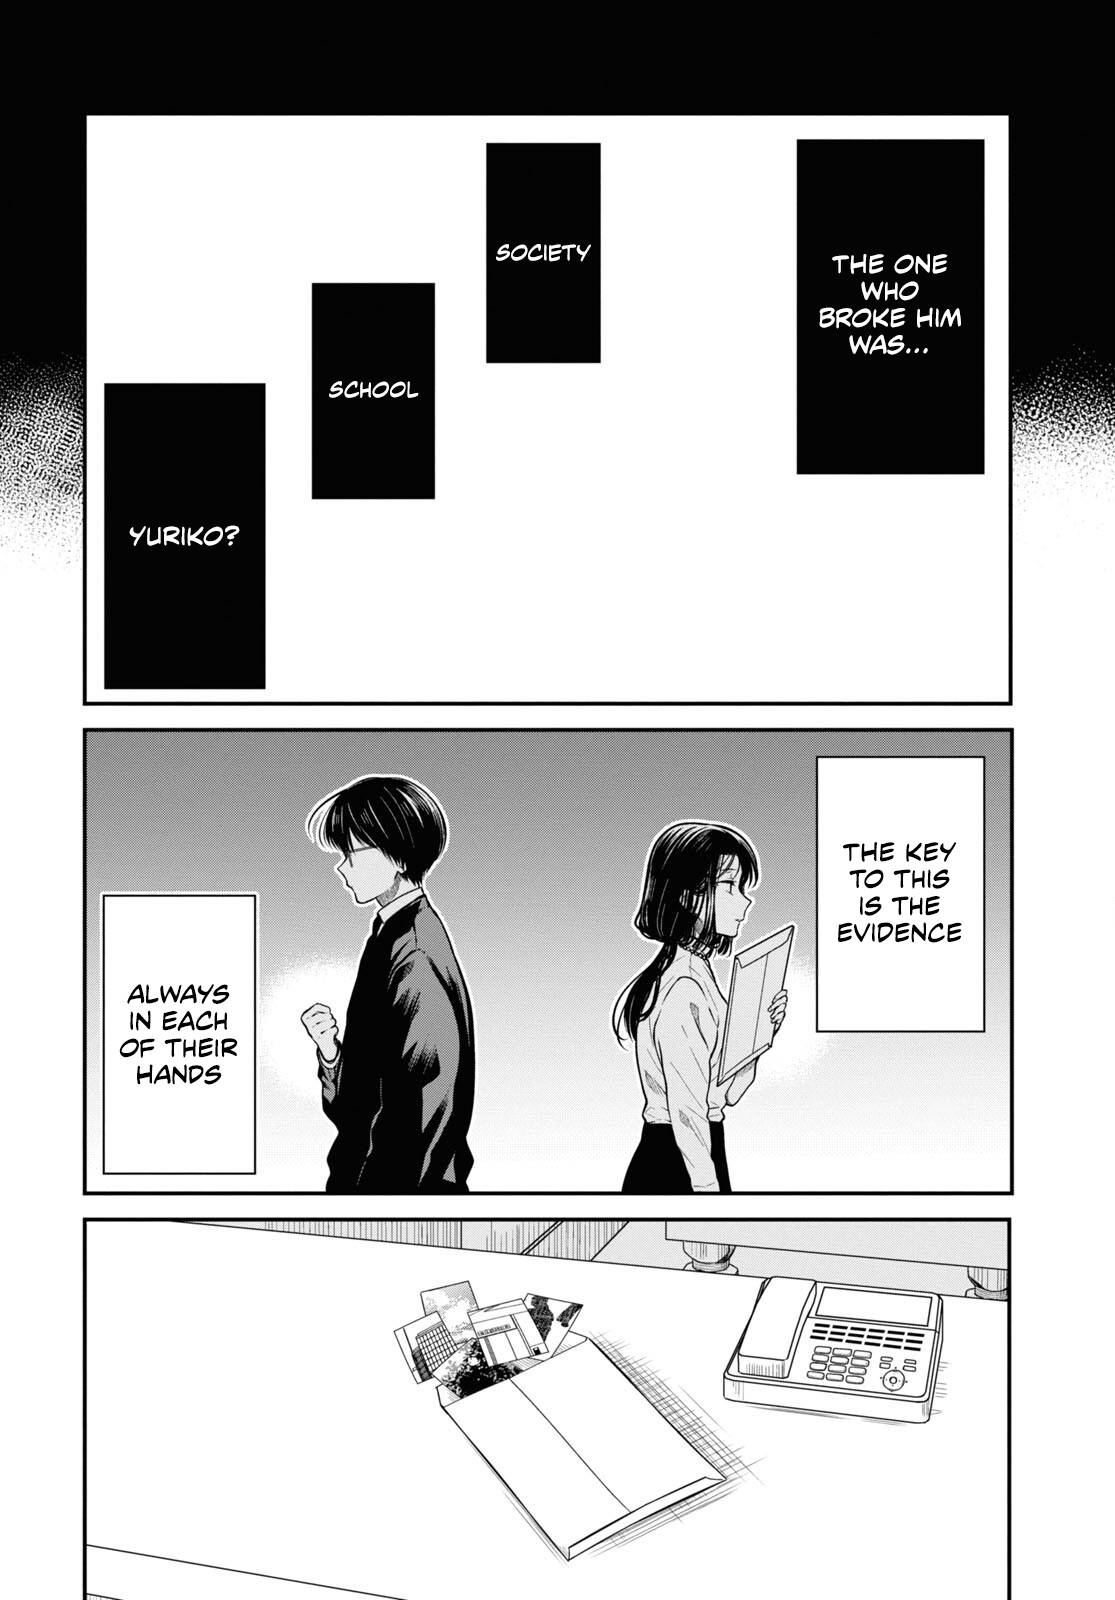 THE ONE
WHO
BROKE HIM
WAS...
SOCIETY
SCHOOL
YURIKO?
THE KEY
TO THIS
IS THE
EVIDENCE
ALWAYS
IN EACH
OF THEIR
HANDS